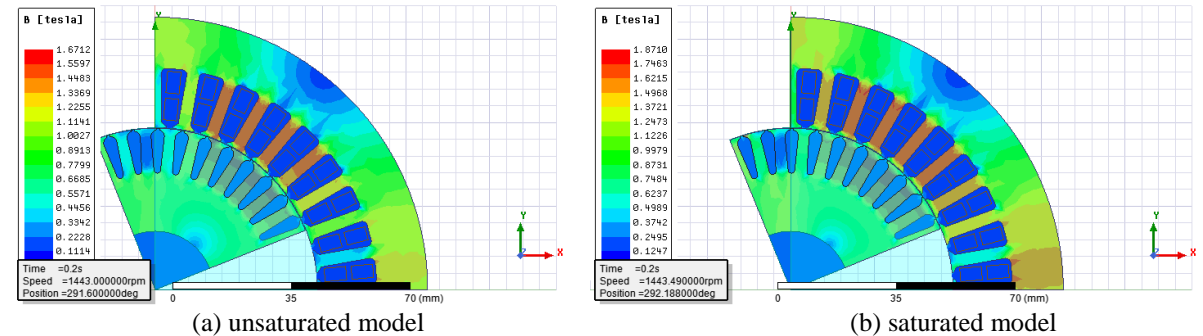 B [tesla]
1.6712
1.5597
1.4483
1.3369
1.2255
1.1141
1.0027
0.8913
0.7799
0.6685
0.5571
0.4456
0.3342
0.2228
0.1114
Y
Y
Z
X
Time =0.2s
Speed =1443.000000rpm
Position =291.600000deg
0 35 70 (mm)
(a) unsaturated model
B [tesla]
1.8710
1.7463
1.6215
1.4968
1.3721
1.2473
1.1226
0.9979
0.8731
0.7484
0.6237
0.4989
0.3742
0.2495
0.1247
Y
Y
Z
X
Time =0.2s
Speed =1443.490000rpm
Position =292.188000deg
0 35 70 (mm)
(b) saturated model